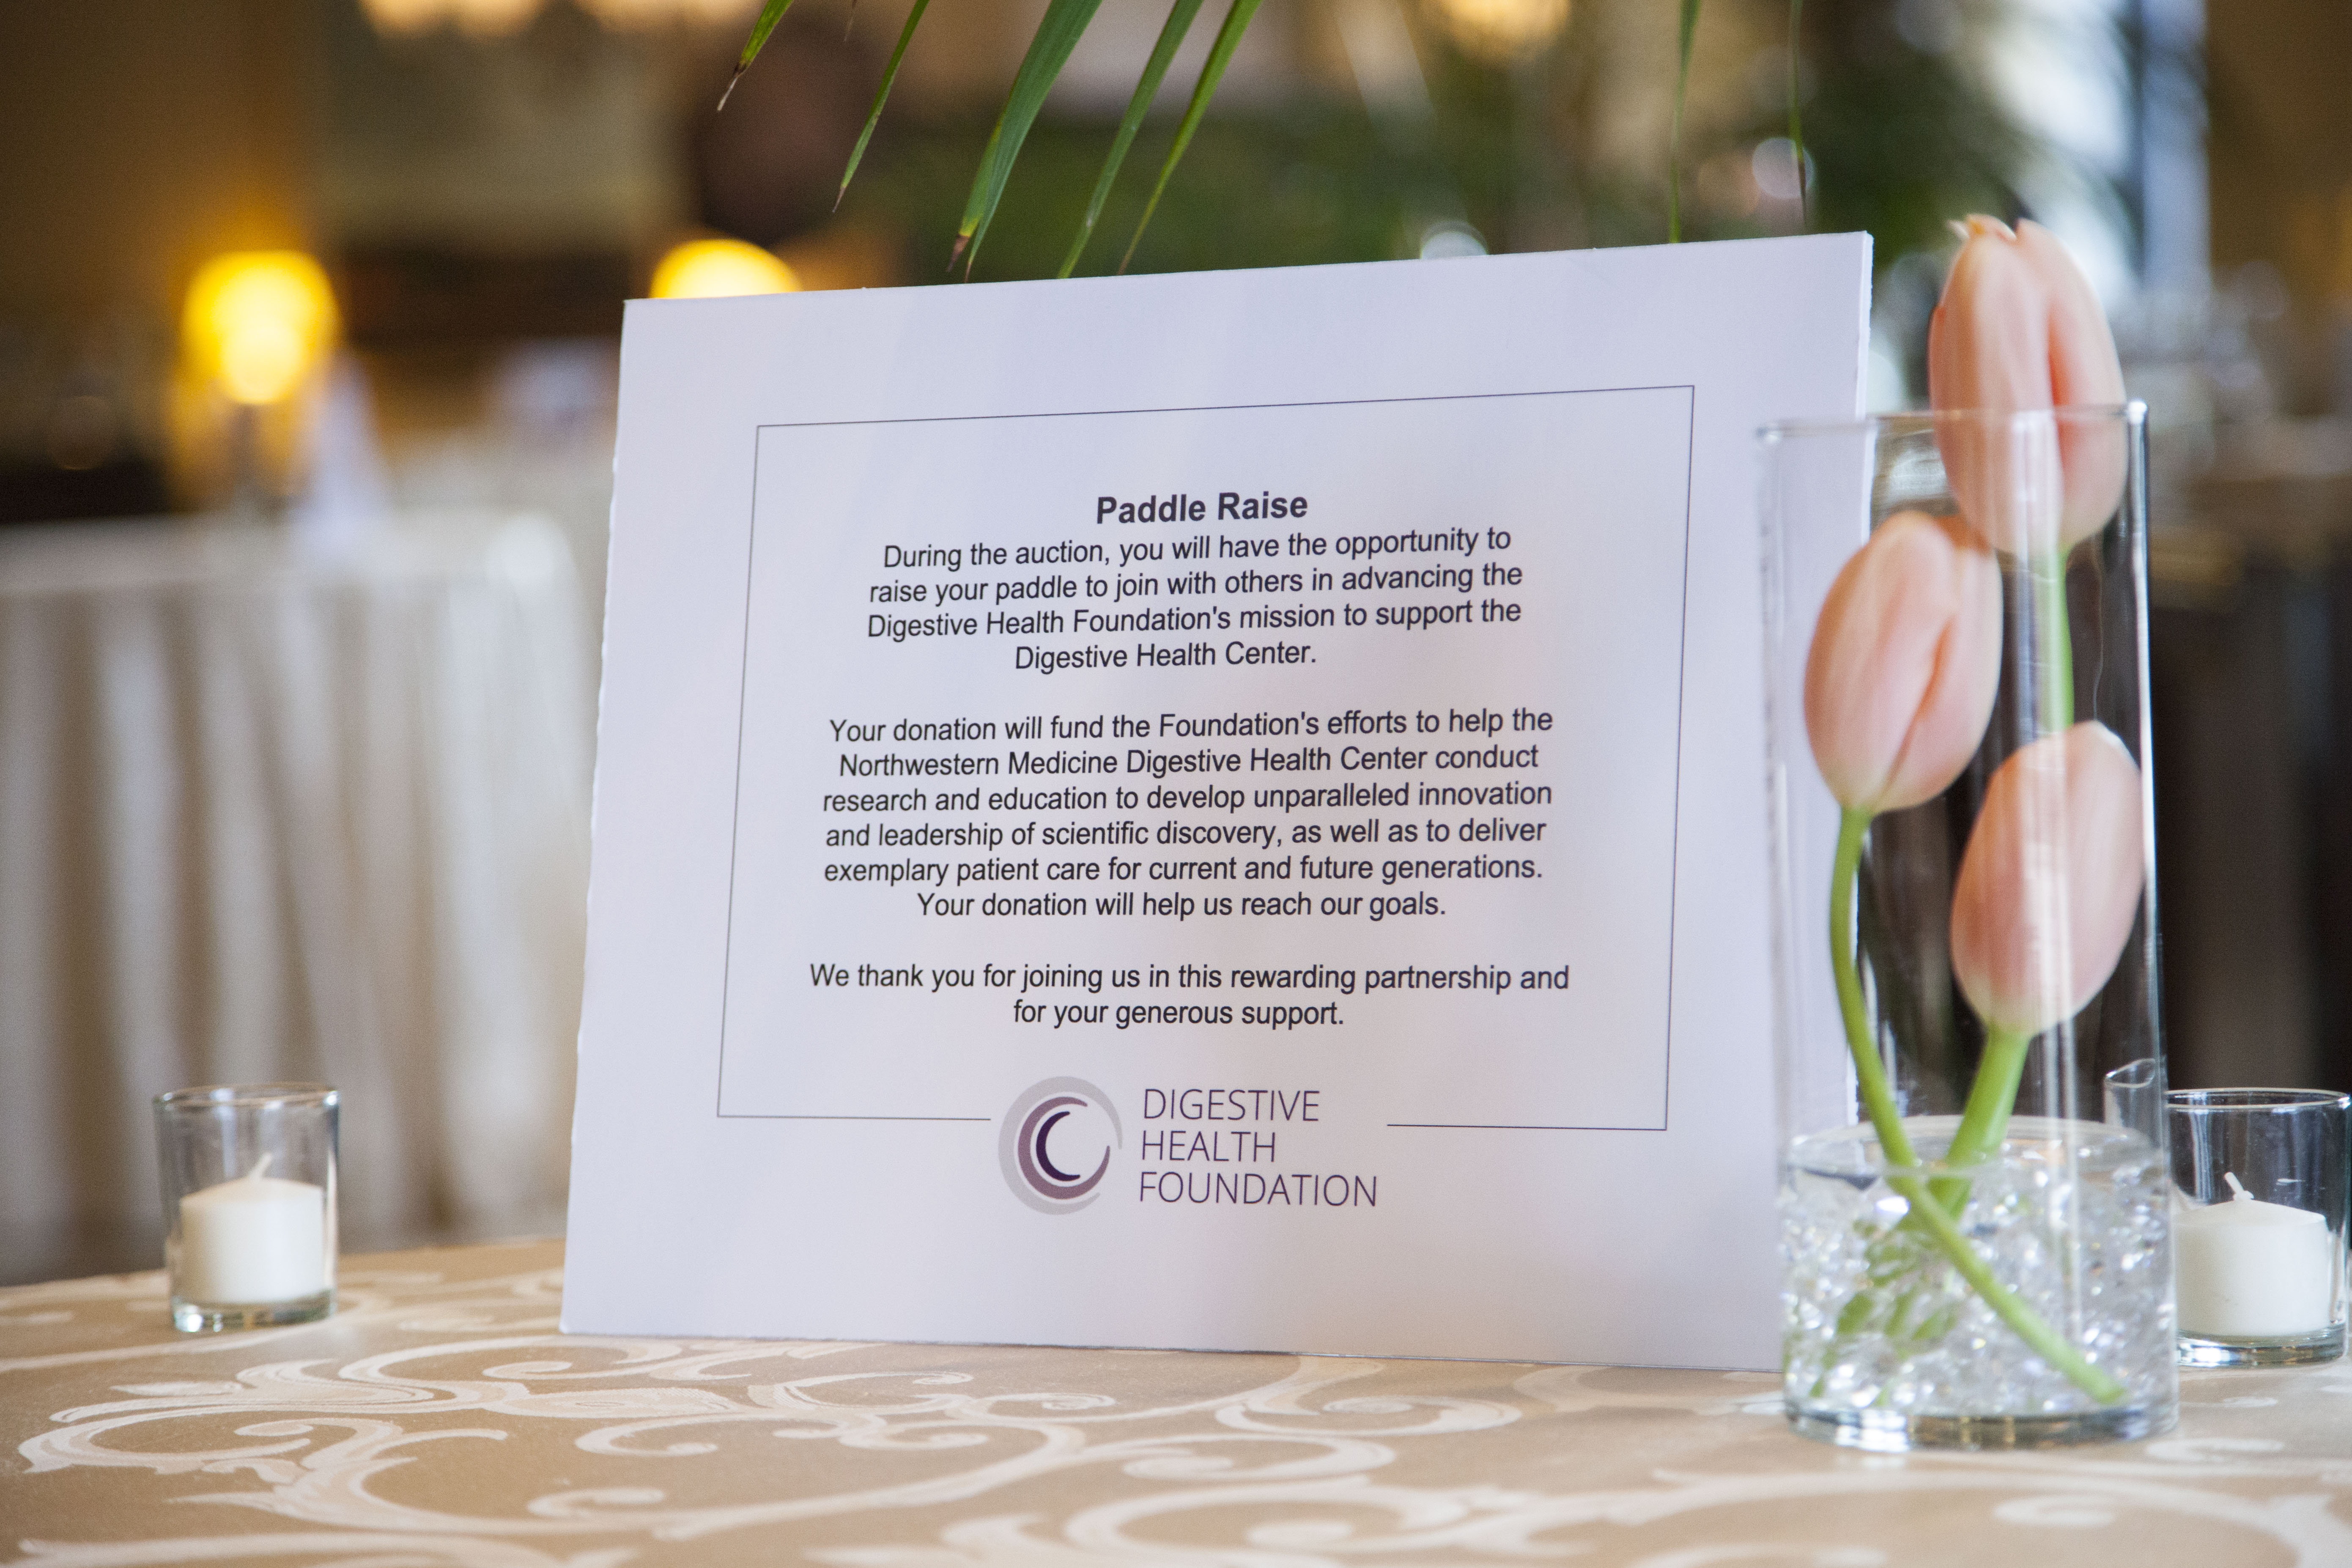 Paddle Raise
During the auction, you will have the opportunity to
raise your paddle to join with others in advancing the
Digestive Health Foundation's mission to support the
Digestive Health Center.
Your donation will fund the Foundation's efforts to help the
Northwestern Medicine Digestive Health Center conduct
research and education to develop unparalleled innovation
and leadership of scientific discovery, as well as to deliver
exemplary patient care for current and future generations.
Your donation will help us reach our goals.
We thank you for joining us in this rewarding partnership and
for your generous support.
DIGESTIVE
HEALTH
FOUNDATION